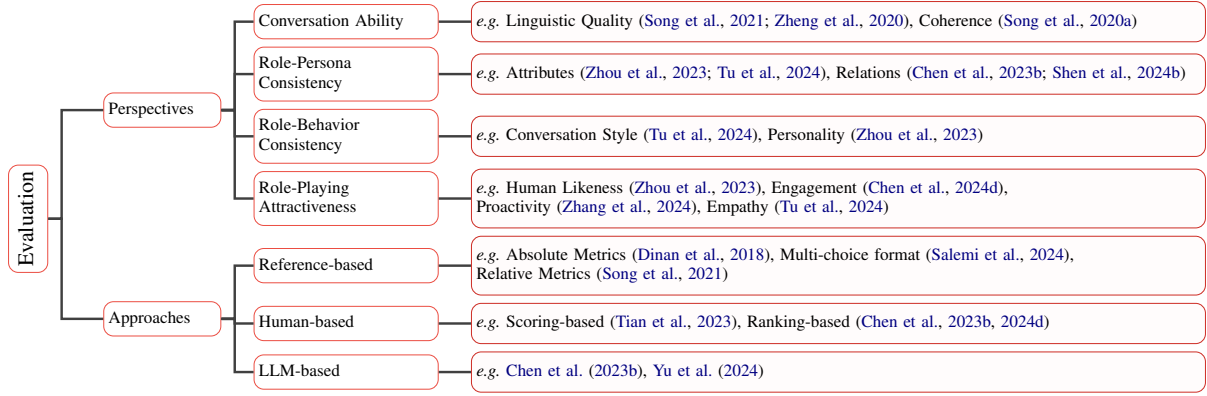 Evaluation
Perspectives
Conversation Ability
e.g. Linguistic Quality (Song et al., 2021; Zheng et al., 2020), Coherence (Song et al., 2020a)
Role-Persona
Consistency
e.g. Attributes (Zhou et al., 2023; Tu et al., 2024), Relations (Chen et al., 2023b; Shen et al., 2024b)
Role-Behavior
Consistency
e.g. Conversation Style (Tu et al., 2024), Personality (Zhou et al., 2023)
Role-Playing
Attractiveness
e.g. Human Likeness (Zhou et al., 2023), Engagement (Chen et al., 2024d),
Proactivity (Zhang et al., 2024), Empathy (Tu et al., 2024)
Approaches
Reference-based
e.g. Absolute Metrics (Dinan et al., 2018), Multi-choice format (Salemi et al., 2024),
Relative Metrics (Song et al., 2021)
Human-based
e.g. Scoring-based (Tian et al., 2023), Ranking-based (Chen et al., 2023b, 2024d)
LLM-based
e.g. Chen et al. (2023b), Yu et al. (2024)